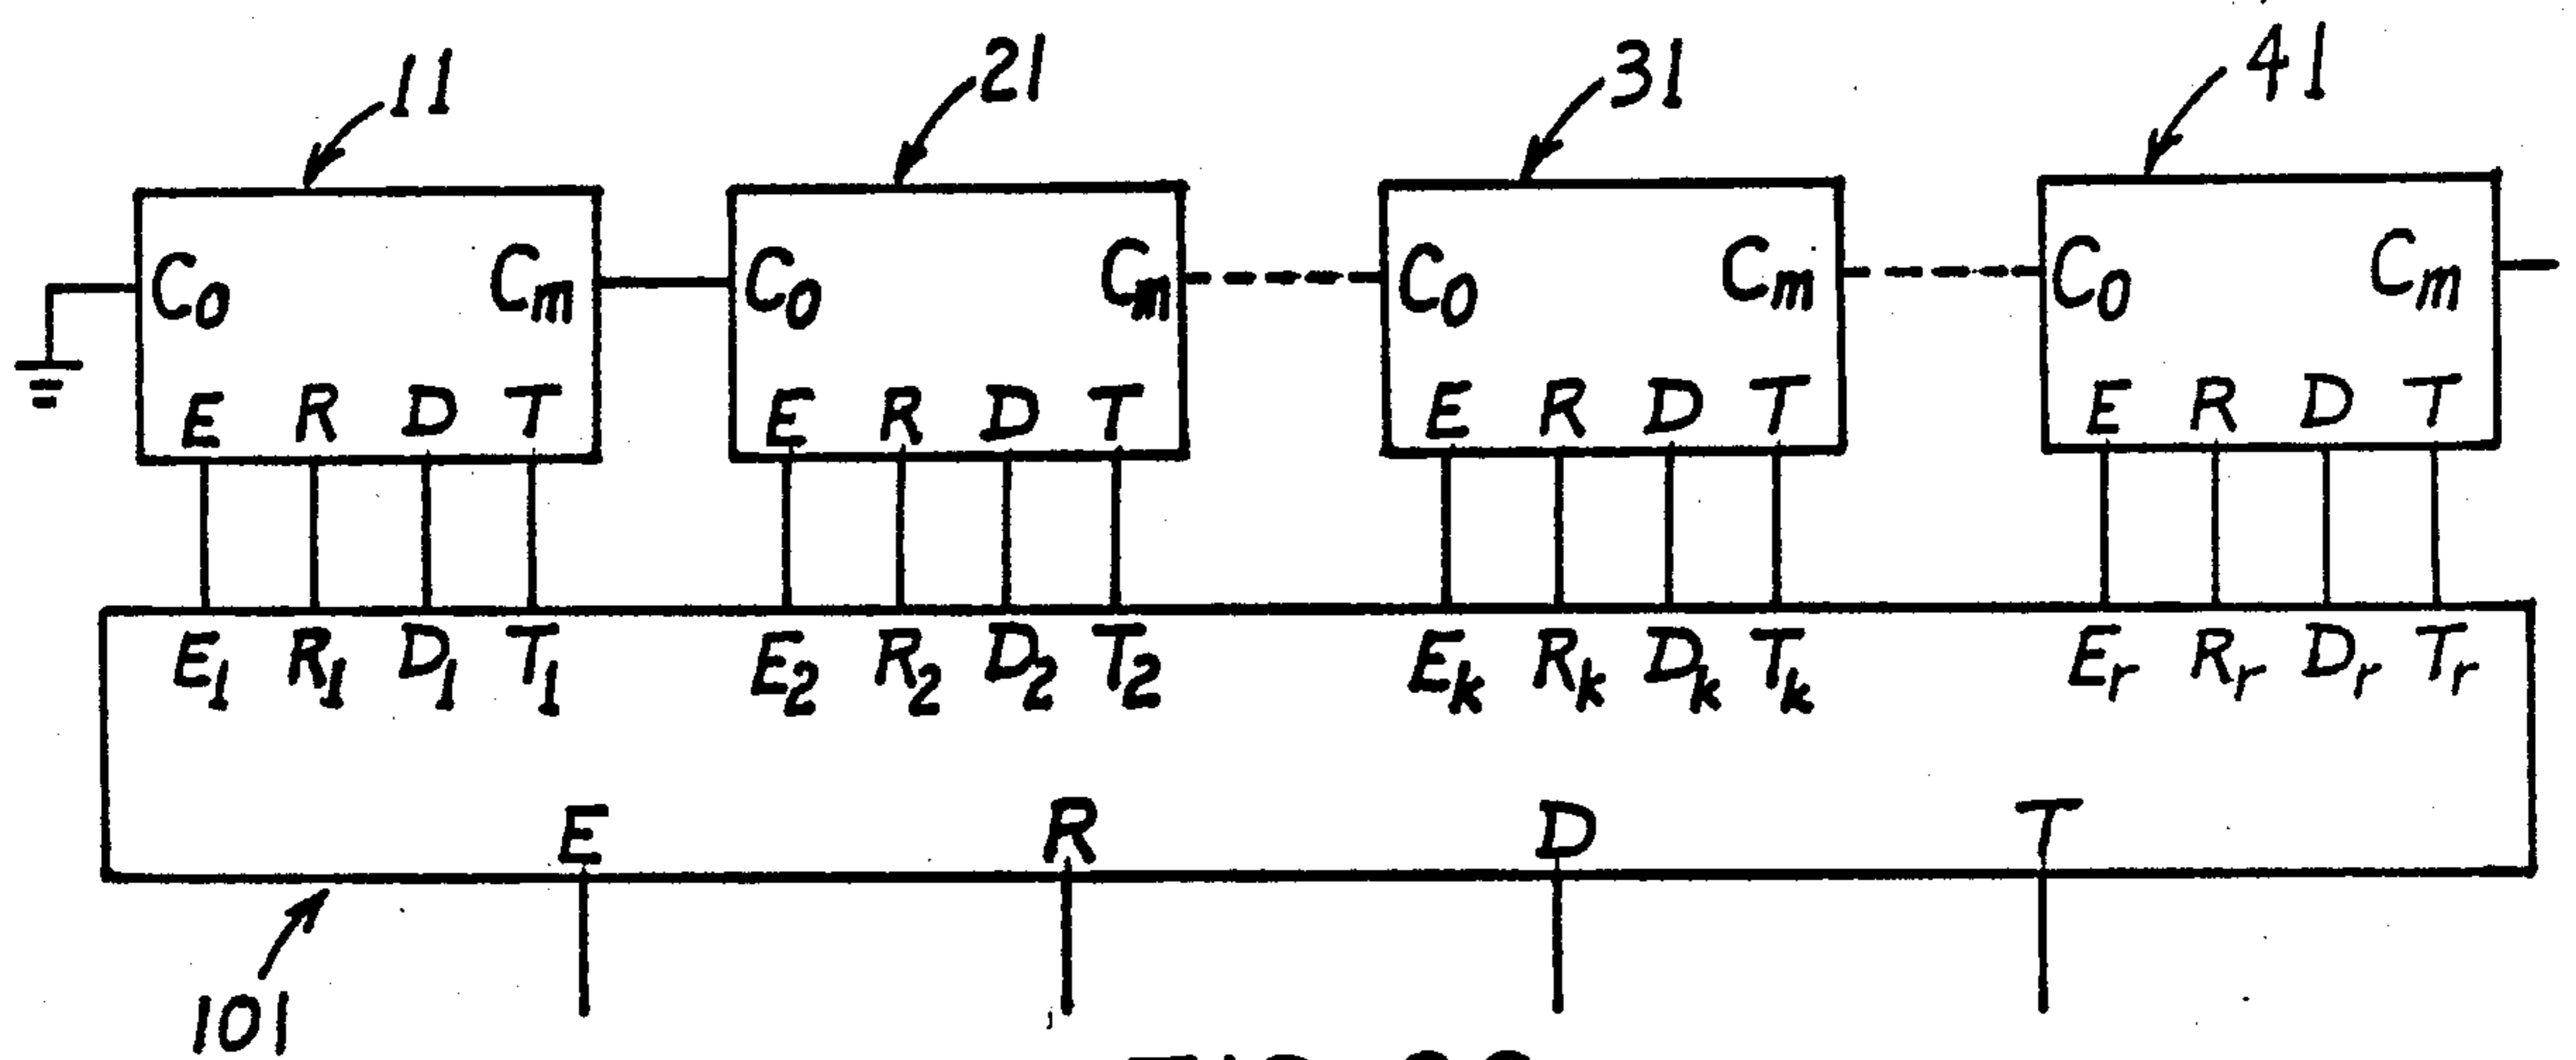 11 21 31 41
C0 Cm C0 Cm C0 Cm C0 Cm
E R D T E R D T E R D T E R D T
E1 R1 D1 T1 E2 R2 D2 T2 Ek Rk Dk Tk Er Rr Dr Tr
E R D T
101